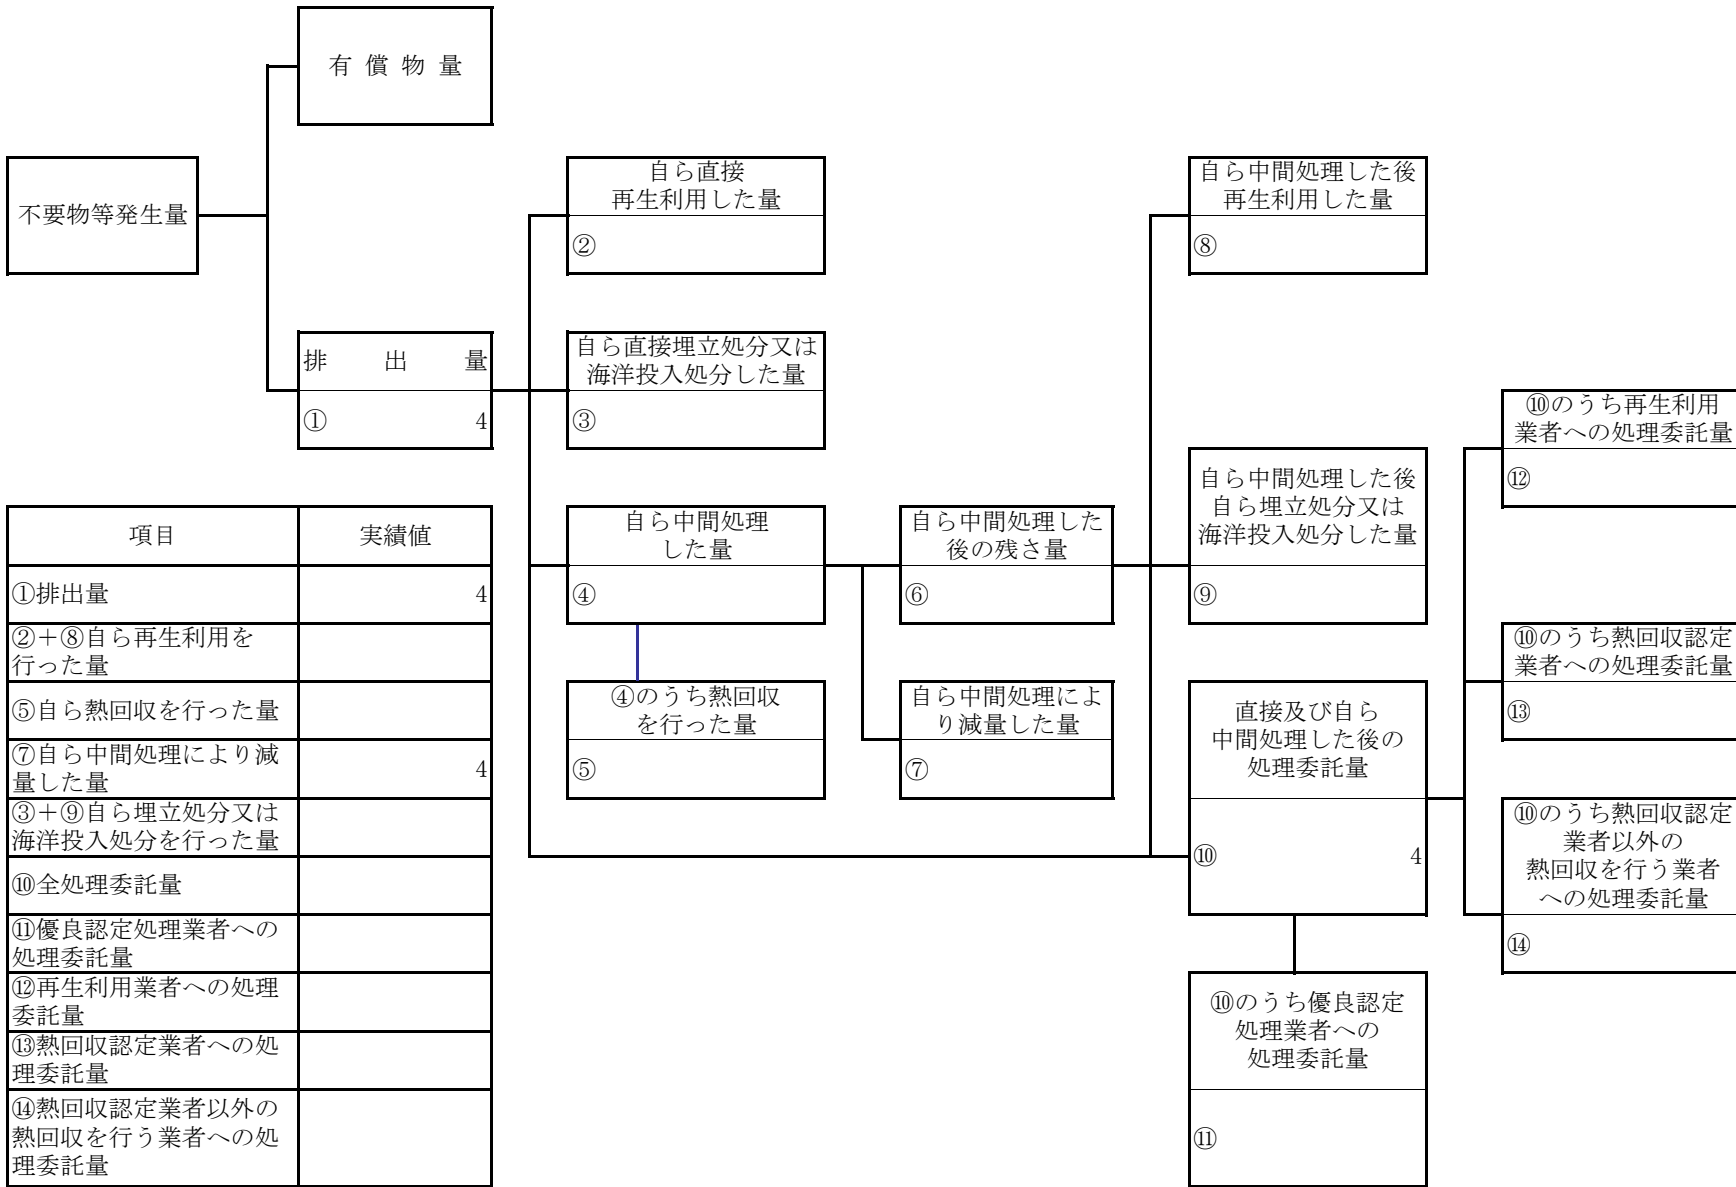 有 償 物 量
不要物等発生量
自ら直接
再生利用した量
②
自ら中間処理した後
再生利用した量
⑧
排 出 量
① 4
自ら直接埋立処分又は
海洋投入処分した量
③
⑩のうち再生利用
業者への処理委託量
⑫
自ら中間処理した後
自ら埋立処分又は
海洋投入処分した量
⑨
自ら中間処理
した量
④
自ら中間処理した
後の残さ量
⑥
⑩のうち熱回収認定
業者への処理委託量
⑬
④のうち熱回収
を行った量
⑤
自ら中間処理によ
り減量した量
⑦
直接及び自ら
中間処理した後の
処理委託量
⑩ 4
⑩のうち熱回収認定
業者以外の
熱回収を行う業者
への処理委託量
⑭
⑩のうち優良認定
処理業者への
処理委託量
⑪
項目 実績値
①排出量 4
②+⑧自ら再生利用を
行った量
⑤自ら熱回収を行った量
⑦自ら中間処理により減
量した量 4
③+⑨自ら埋立処分又は
海洋投入処分を行った量
⑩全処理委託量
⑪優良認定処理業者への
処理委託量
⑫再生利用業者への処理
委託量
⑬熱回収認定業者への処
理委託量
⑭熱回収認定業者以外の
熱回収を行う業者への処
理委託量